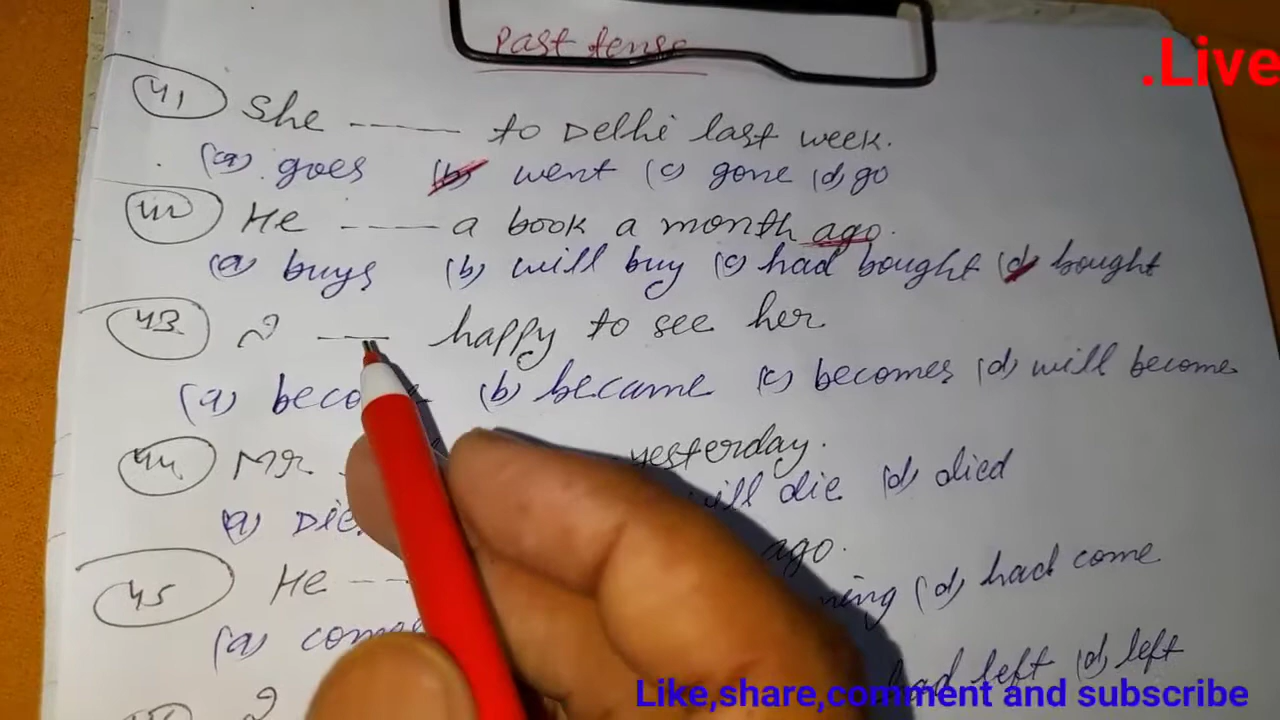 Past tense
.Live
41 She ------ to Delhi last week.
(a) goes (b) went (c) gone (d) go
He ------ a book a month ago.
(a) buys (b) will buy (c) had bought (d) bought
43 I ------ happy to see her
(a) (b) became (c) becomes (d) will become
44 Mr. yesterday.
(a) will die (d) died
45 He --- ago.
(a) (d) had come
had left (d) left
I
Like,share,comment and subscribe